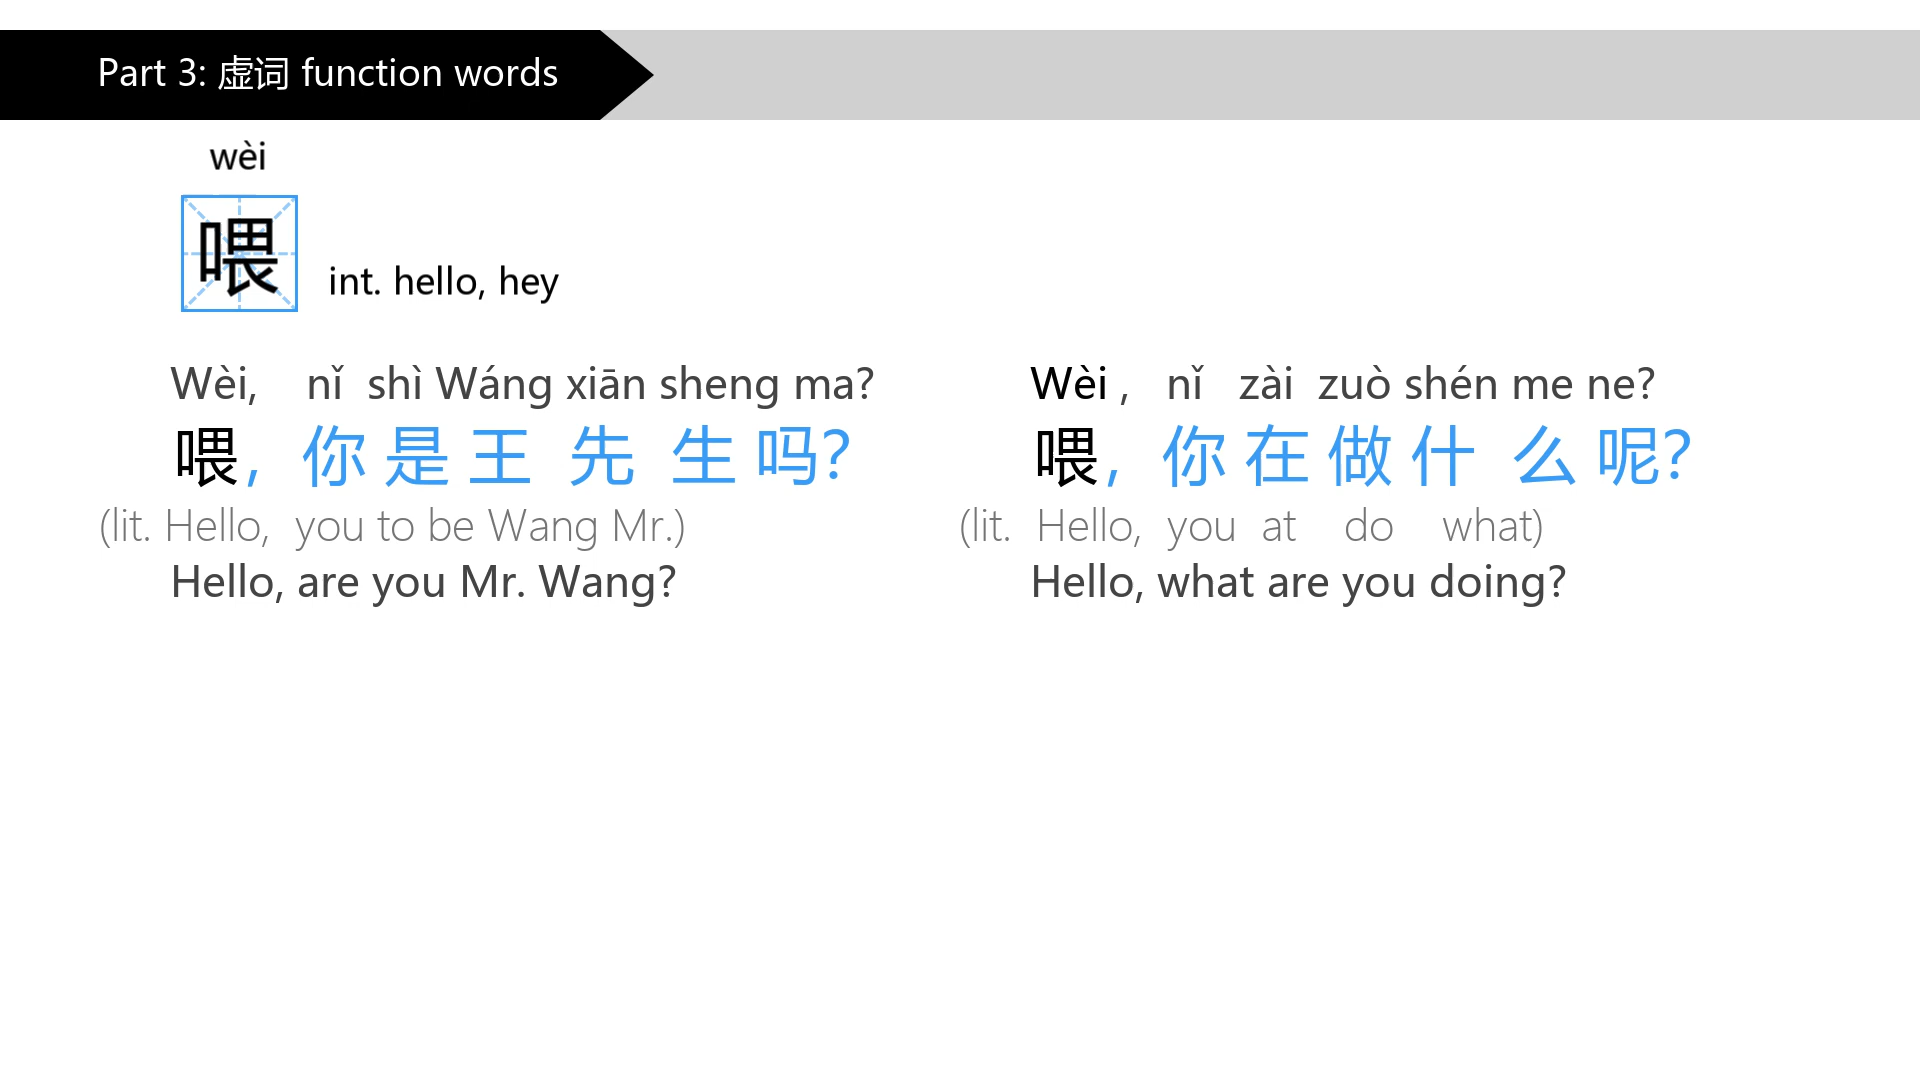 Part 3: 虚词 function words
wèi
喂
int. hello, hey
Wèi, nǐ shì Wáng xiān sheng ma?
喂, 你是王先生吗?
(lit. Hello, you to be Wang Mr.)
Hello, are you Mr. Wang?
Wèi , nǐ zài zuò shén me ne?
喂, 你在做什么呢?
(lit. Hello, you at do what)
Hello, what are you doing?